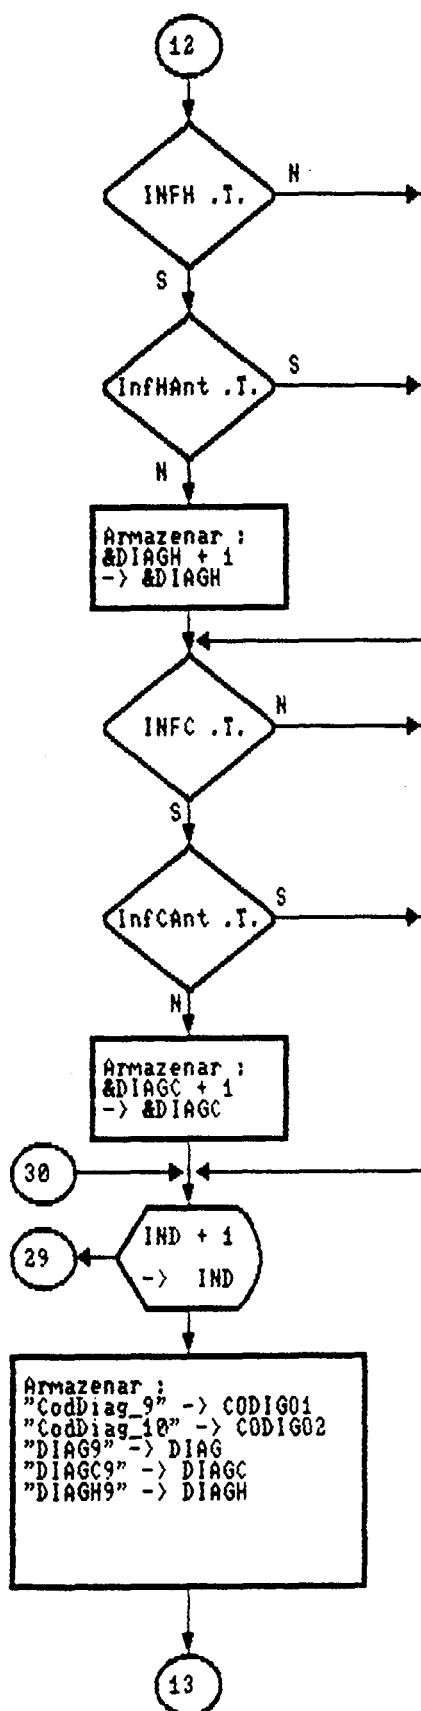 12
INFH .T.
N
S
InfHAnt .T.
S
N
Armazenar :
&DIAGH + 1
-> &DIAGH
INFC .T.
N
S
InfCAnt .T.
S
N
Armazenar :
&DIAGC + 1
-> &DIAGC
30
IND + 1
29
-> IND
Armazenar :
"CodDiag_9" -> CODIGO1
"CodDiag_10" -> CODIGO2
"DIAG9" -> DIAG
"DIAGC9" -> DIAGC
"DIAGH9" -> DIAGH
13